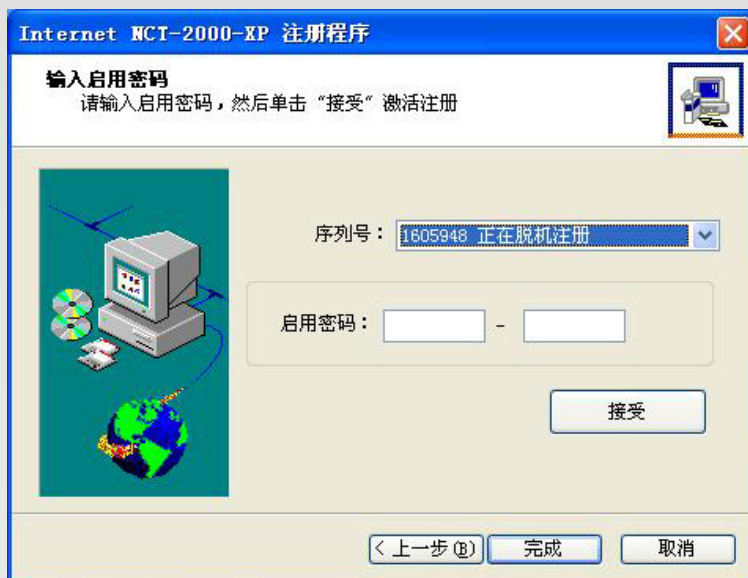 Internet NCT-2000-XP 注册程序
输入启用密码
请输入启用密码，然后单击“接受”激活注册
序列号：
1605948 正在脱机注册
启用密码：
-
接受
< 上一步(B)
完成
取消